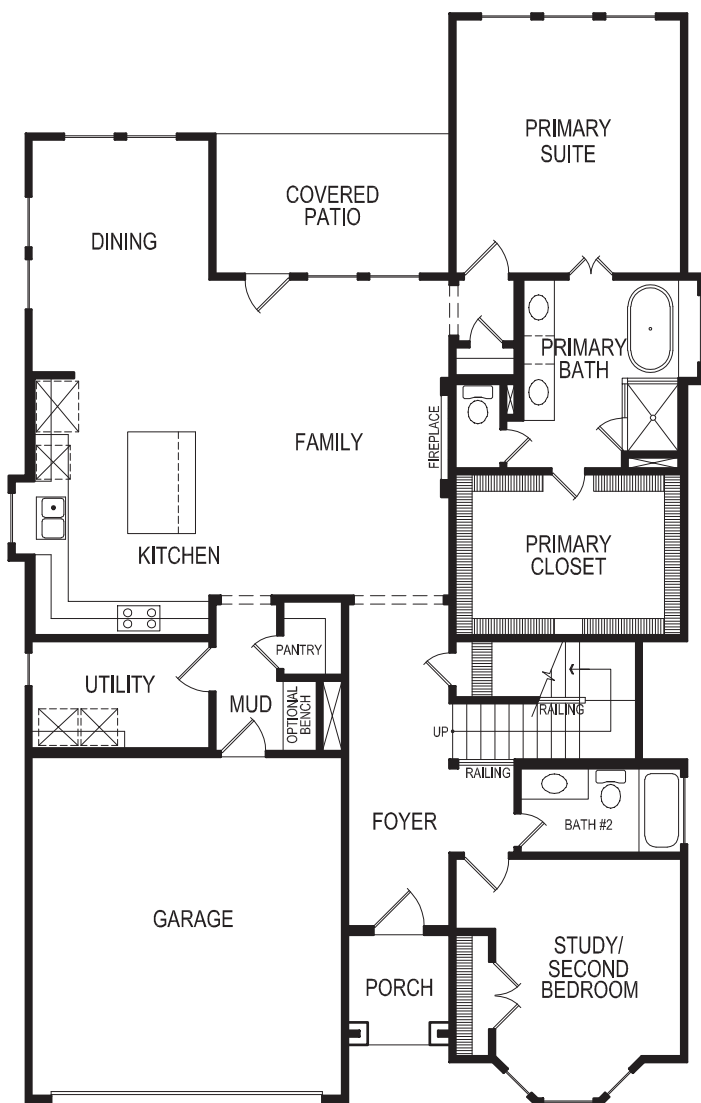 PRIMARY
SUITE
COVERED
PATIO
DINING
PRIMARY
BATH
FAMILY
FIREPLACE
KITCHEN
PRIMARY
CLOSET
PANTRY
UTILITY
MUD
OPTIONAL
BENCH
RAILING
UP
RAILING
FOYER
BATH #2
GARAGE
STUDY/
SECOND
BEDROOM
PORCH